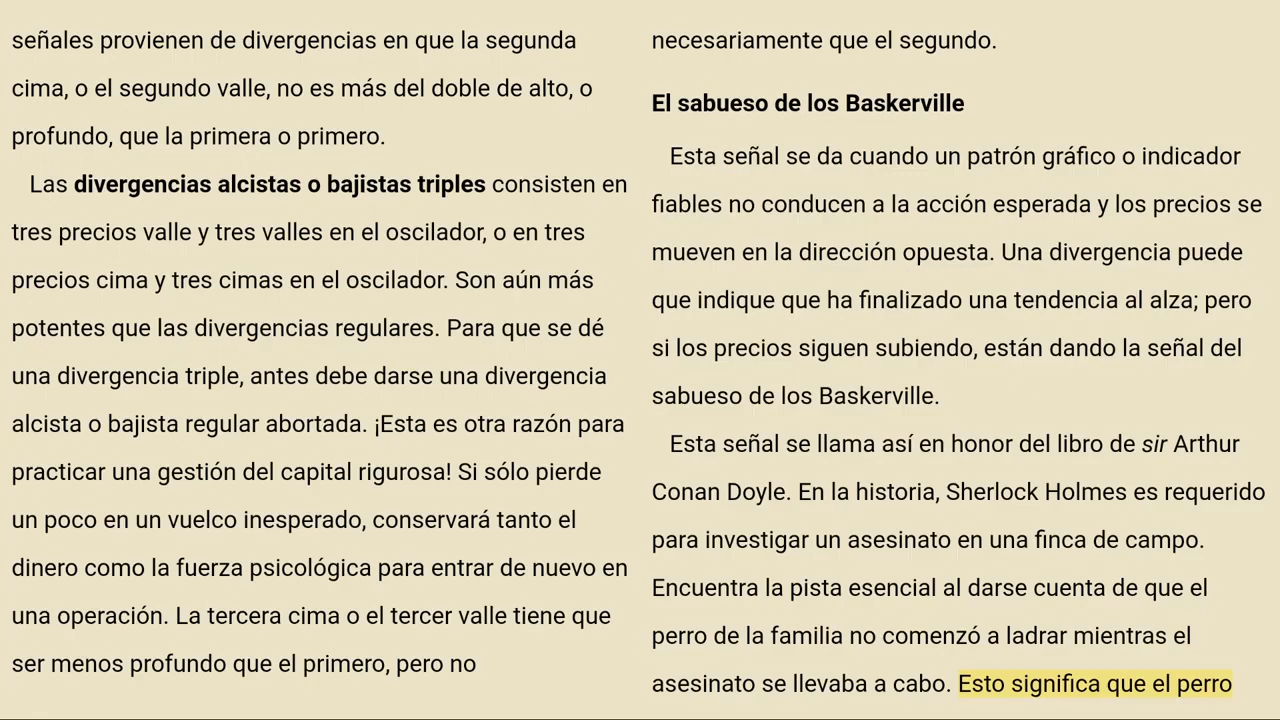 señales provienen de divergencias en que la segunda
cima, o el segundo valle, no es más del doble de alto, o
profundo, que la primera o primero.
Las divergencias alcistas o bajistas triples consisten en
tres precios valle y tres valles en el oscilador, o en tres
precios cima y tres cimas en el oscilador. Son aún más
potentes que las divergencias regulares. Para que se dé
una divergencia triple, antes debe darse una divergencia
alcista o bajista regular abortada. ¡Esta es otra razón para
practicar una gestión del capital rigurosa! Si sólo pierde
un poco en un vuelco inesperado, conservará tanto el
dinero como la fuerza psicológica para entrar de nuevo en
una operación. La tercera cima o el tercer valle tiene que
ser menos profundo que el primero, pero no
necesariamente que el segundo.
El sabueso de los Baskerville
Esta señal se da cuando un patrón gráfico o indicador
fiables no conducen a la acción esperada y los precios se
mueven en la dirección opuesta. Una divergencia puede
que indique que ha finalizado una tendencia al alza; pero
si los precios siguen subiendo, están dando la señal del
sabueso de los Baskerville.
Esta señal se llama así en honor del libro de sir Arthur
Conan Doyle. En la historia, Sherlock Holmes es requerido
para investigar un asesinato en una finca de campo.
Encuentra la pista esencial al darse cuenta de que el
perro de la familia no comenzó a ladrar mientras el
asesinato se llevaba a cabo. Esto significa que el perro